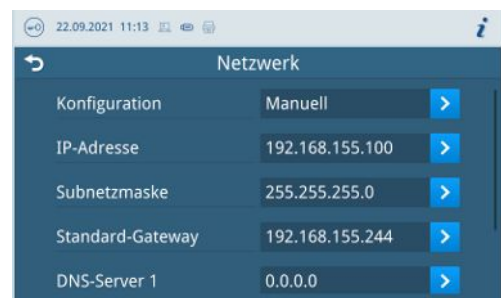 22.09.2021 11:13
i
Netzwerk
Konfiguration Manuell
IP-Adresse 192.168.155.100
Subnetzmaske 255.255.255.0
Standard-Gateway 192.168.155.244
DNS-Server 1 0.0.0.0